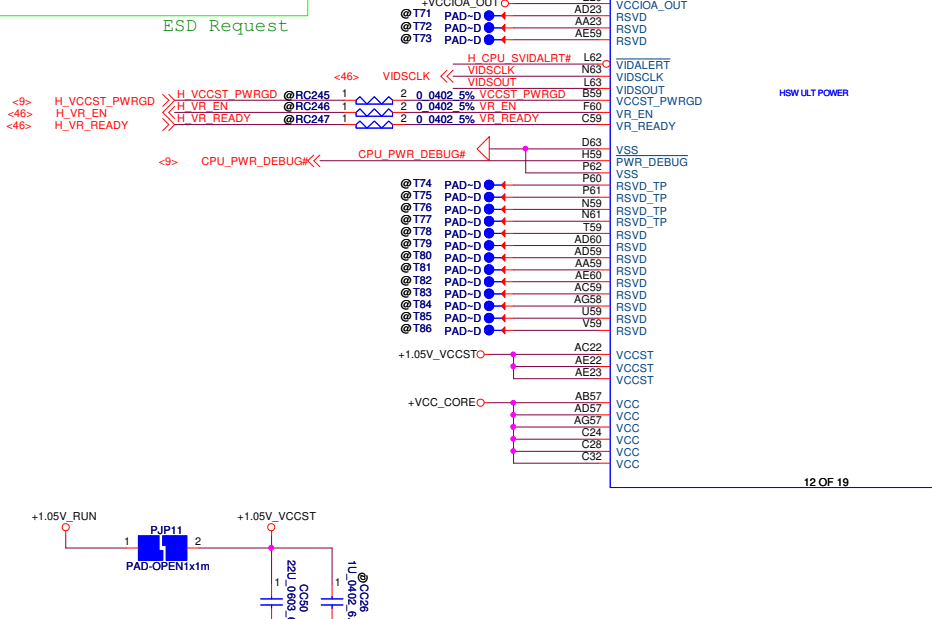 +VCCIOA_OUT
VCCIOA_OUT
@T71 PAD~D AD23 RSVD
@T72 PAD~D AA23 RSVD
@T73 PAD~D AE59 RSVD
ESD Request
H_CPU_SVIDALRT# L62 VIDALERT
<46> VIDSCLK VIDSCLK N63 VIDSCLK
VIDSOUT L63 VIDSOUT
<9> H_VCCST_PWRGD H_VCCST_PWRGD @RC245 1 2 0_0402_5% VCCST_PWRGD B59 VCCST_PWRGD
<46> H_VR_EN H_VR_EN @RC246 1 2 0_0402_5% VR_EN F60 VR_EN
<46> H_VR_READY H_VR_READY @RC247 1 2 0_0402_5% VR_READY C59 VR_READY
HSW ULT POWER
D63 VSS
<9> CPU_PWR_DEBUG# CPU_PWR_DEBUG# H59 PWR_DEBUG
P62 VSS
@T74 PAD~D P60 RSVD_TP
@T75 PAD~D P61 RSVD_TP
@T76 PAD~D N59 RSVD_TP
@T77 PAD~D N61 RSVD_TP
@T78 PAD~D T59 RSVD
@T79 PAD~D AD60 RSVD
@T80 PAD~D AD59 RSVD
@T81 PAD~D AA59 RSVD
@T82 PAD~D AE60 RSVD
@T83 PAD~D AC59 RSVD
@T84 PAD~D AG58 RSVD
@T85 PAD~D U59 RSVD
@T86 PAD~D V59 RSVD
+1.05V_VCCST AC22 VCCST
AE22 VCCST
AE23 VCCST
+VCC_CORE AB57 VCC
AD57 VCC
AG57 VCC
C24 VCC
C28 VCC
C32 VCC
12 OF 19
+1.05V_RUN +1.05V_VCCST
PJP11
1 2
PAD-OPEN1x1m
1 22U_0603_ CC50
1 1U_0402_6. @CC26